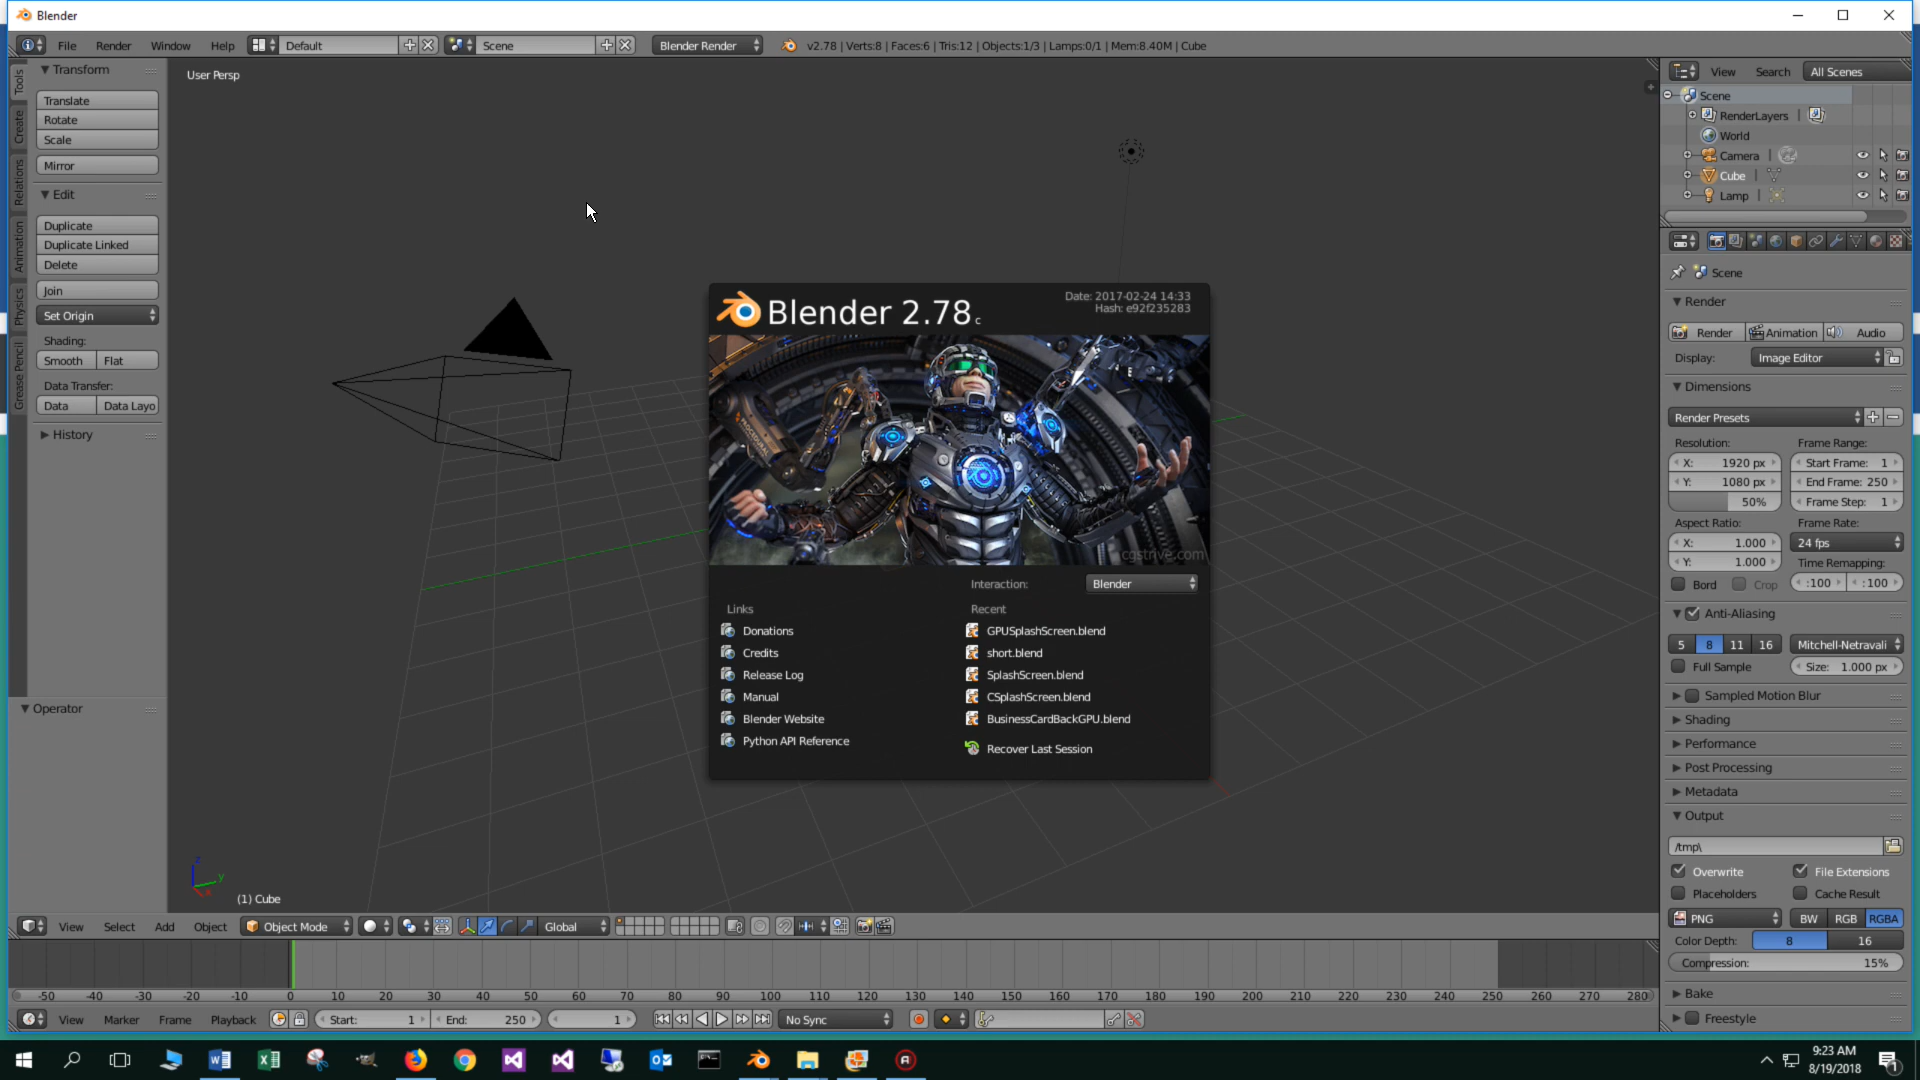 Blender
File Render Window Help Default Scene Blender Render v2.78 | Verts:8 | Faces:6 | Tris:12 | Objects:1/3 | Lamps:0/1 | Mem:8.40M | Cube
Tools
Create
Relations
Animation
Physics
Grease Pencil
Transform
Translate
Rotate
Scale
Mirror
Edit
Duplicate
Duplicate Linked
Delete
Join
Set Origin
Shading:
Smooth Flat
Data Transfer:
Data Data Layo
History
Operator
User Persp
Blender 2.78 c
Date: 2017-02-24 14:33
Hash: e92f235283
cgstrive.com
Interaction: Blender
Links
Donations
Credits
Release Log
Manual
Blender Website
Python API Reference
Recent
GPUSplashScreen.blend
short.blend
SplashScreen.blend
CSplashScreen.blend
BusinessCardBackGPU.blend
Recover Last Session
z
y
(1) Cube
View Select Add Object Object Mode Global
-50 -40 -30 -20 -10 0 10 20 30 40 50 60 70 80 90 100 110 120 130 140 150 160 170 180 190 200 210 220 230 240 250 260 270 280
View Marker Frame Playback Start: 1 End: 250 1 No Sync
View Search All Scenes
Scene
RenderLayers
World
Camera
Cube
Lamp
Scene
Render
Render Animation Audio
Display: Image Editor
Dimensions
Render Presets
Resolution: Frame Range:
X: 1920 px Start Frame: 1
Y: 1080 px End Frame: 250
50% Frame Step: 1
Aspect Ratio: Frame Rate:
X: 1.000 24 fps
Y: 1.000 Time Remapping:
Bord Crop :100 :100
Anti-Aliasing
5 8 11 16 Mitchell-Netravali
Full Sample Size: 1.000 px
Sampled Motion Blur
Shading
Performance
Post Processing
Metadata
Output
/tmp\
Overwrite File Extensions
Placeholders Cache Result
PNG BW RGB RGBA
Color Depth: 8 16
Compression: 15%
Bake
Freestyle
9:23 AM
8/19/2018
1